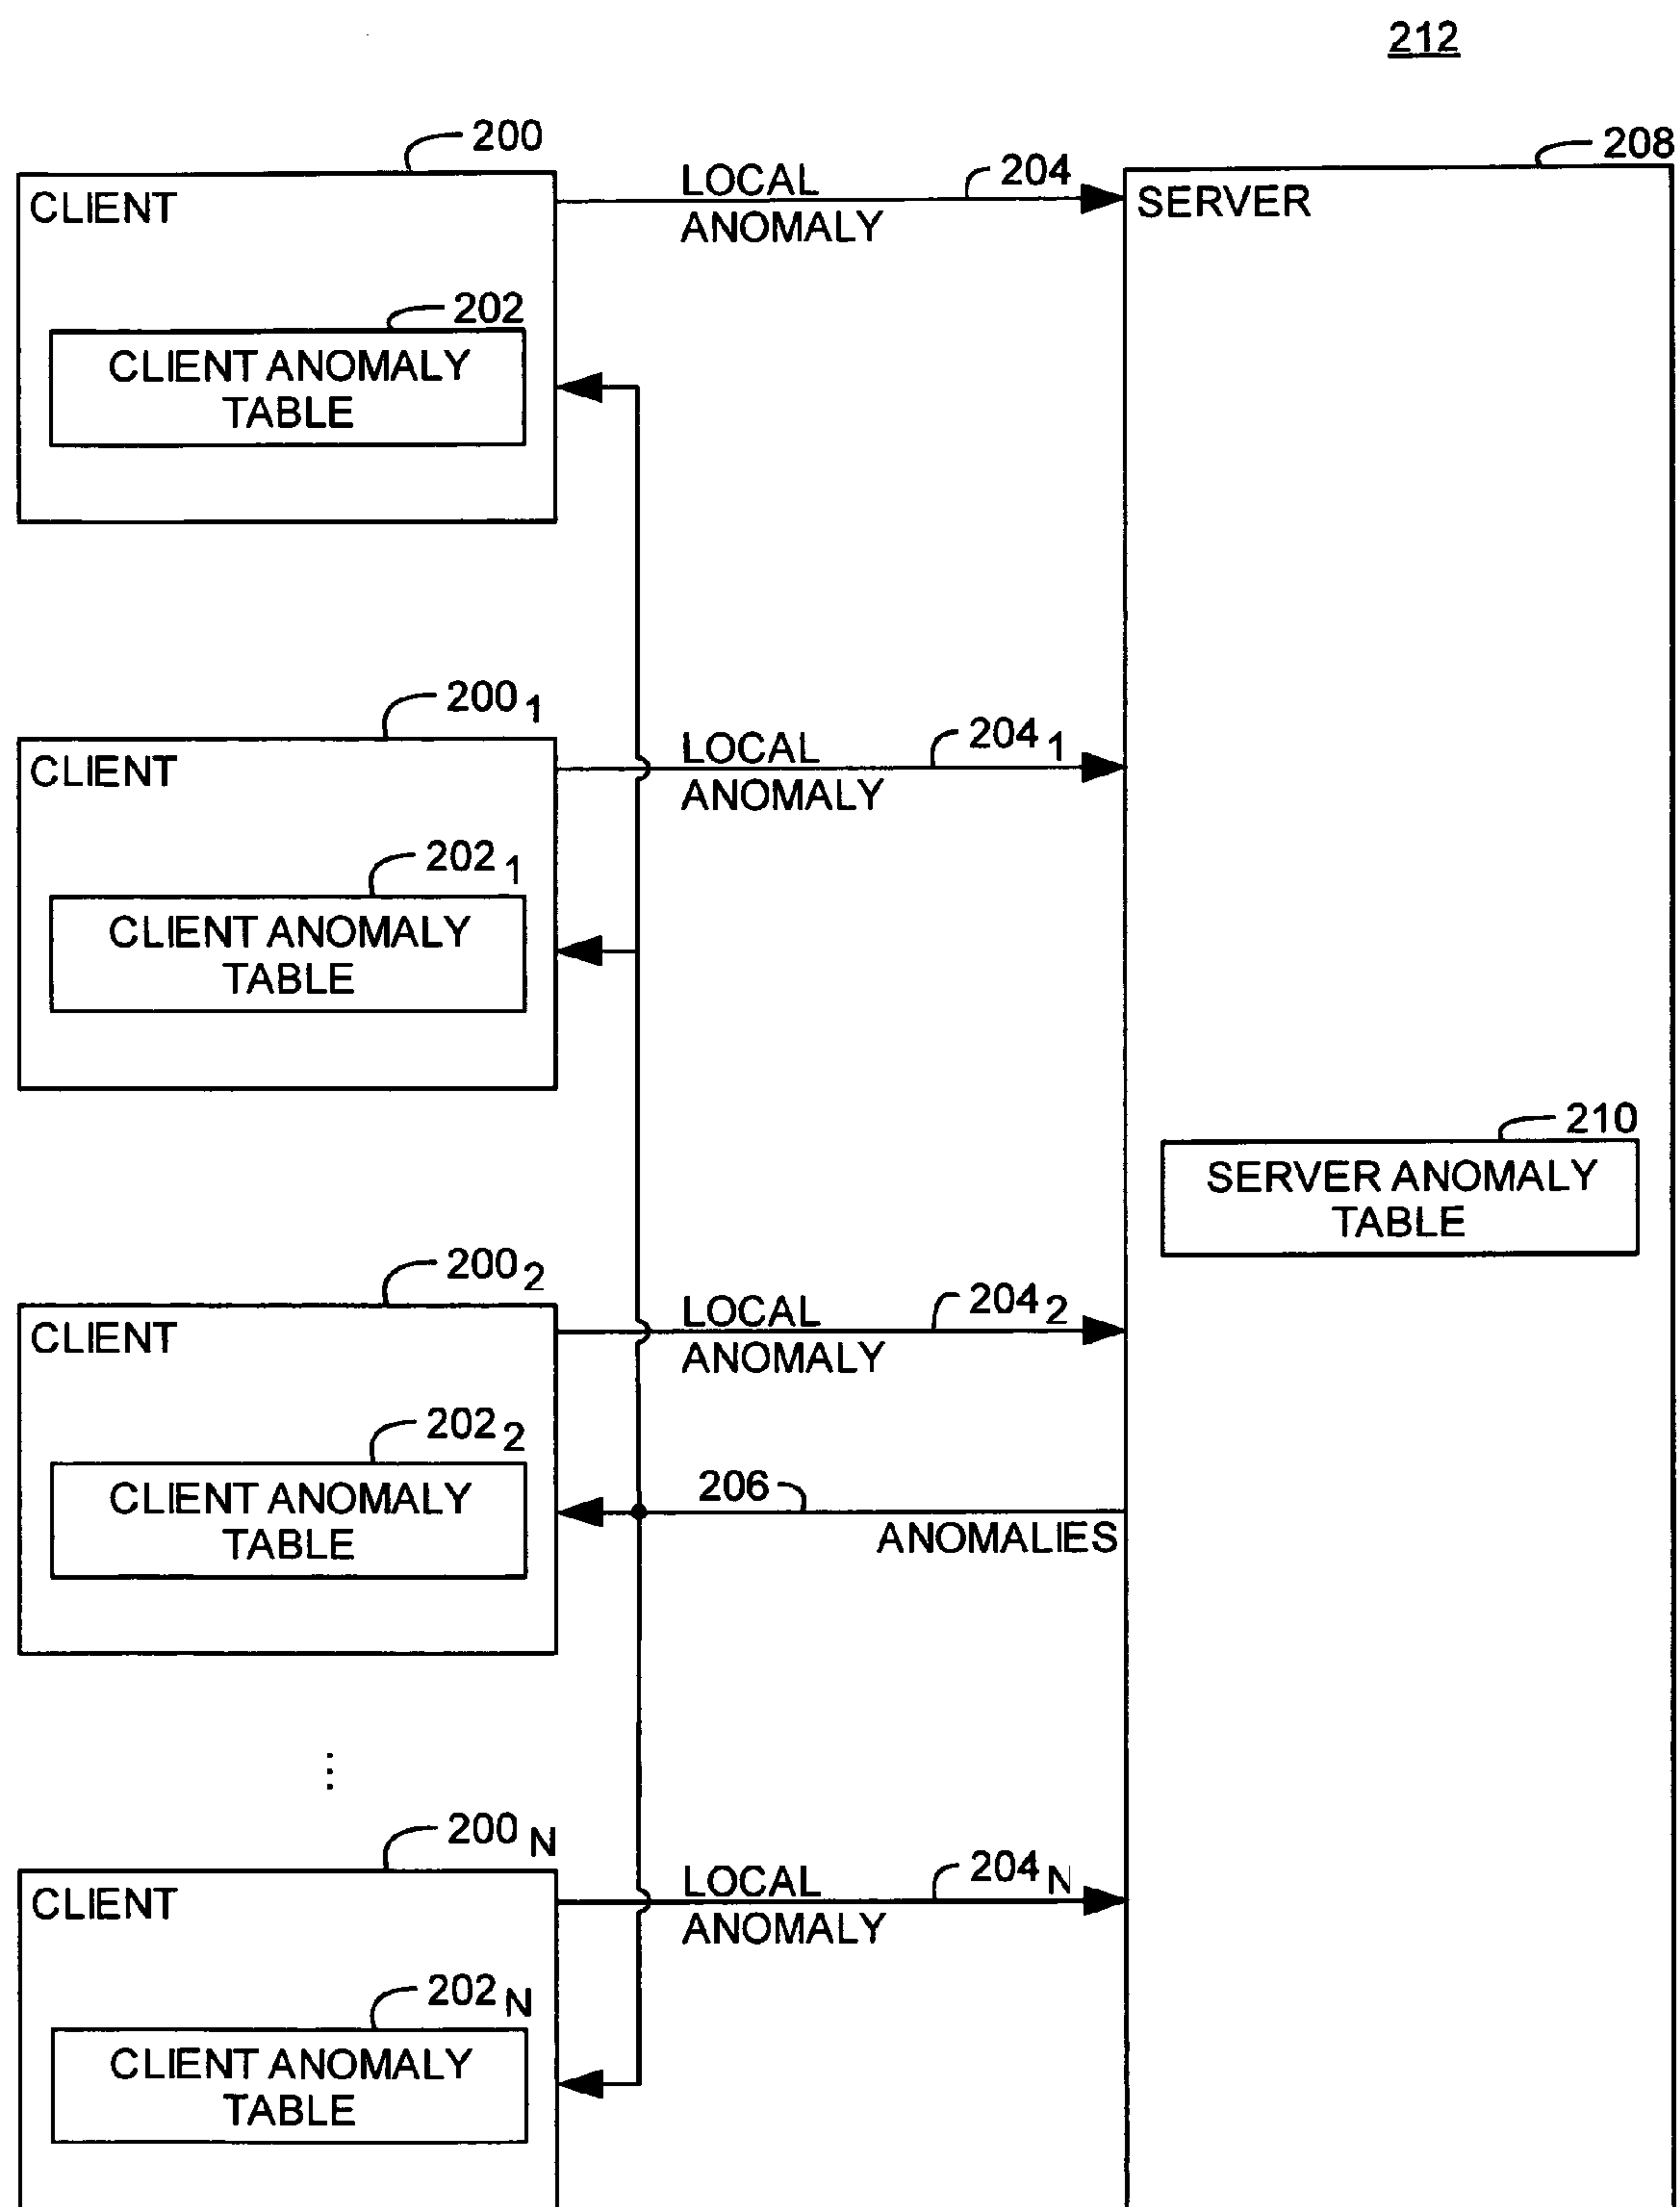 212
200
204
208
CLIENT
LOCAL
ANOMALY
SERVER
202
CLIENT ANOMALY
TABLE
200 1
204 1
CLIENT
LOCAL
ANOMALY
202 1
CLIENT ANOMALY
TABLE
210
SERVER ANOMALY
TABLE
200 2
204 2
CLIENT
LOCAL
ANOMALY
202 2
CLIENT ANOMALY
TABLE
206
ANOMALIES
⋮
200 N
204 N
CLIENT
LOCAL
ANOMALY
202 N
CLIENT ANOMALY
TABLE